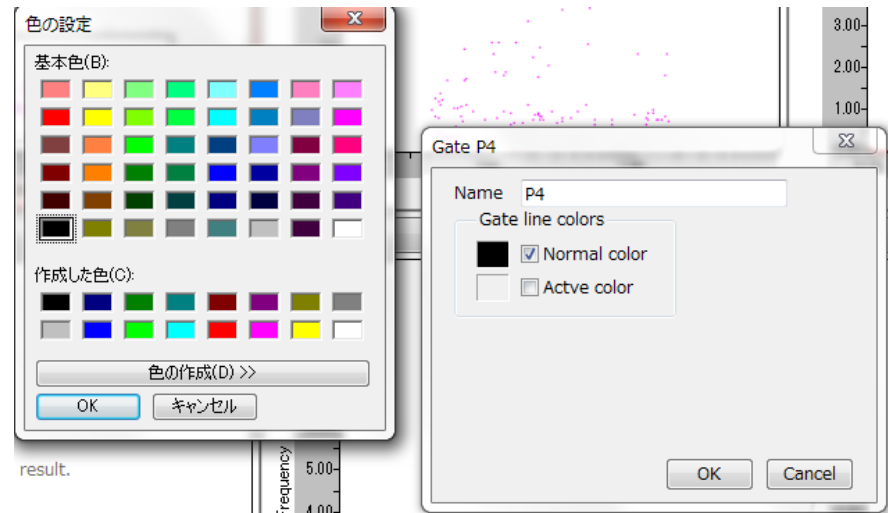 色の設定
基本色(B):
作成した色(C):
色の作成(D) >>
OK
キャンセル
3.00
2.00
1.00
Gate P4
Name P4
Gate line colors
Normal color
Actve color
OK
Cancel
result.
Frequency
5.00
4.00